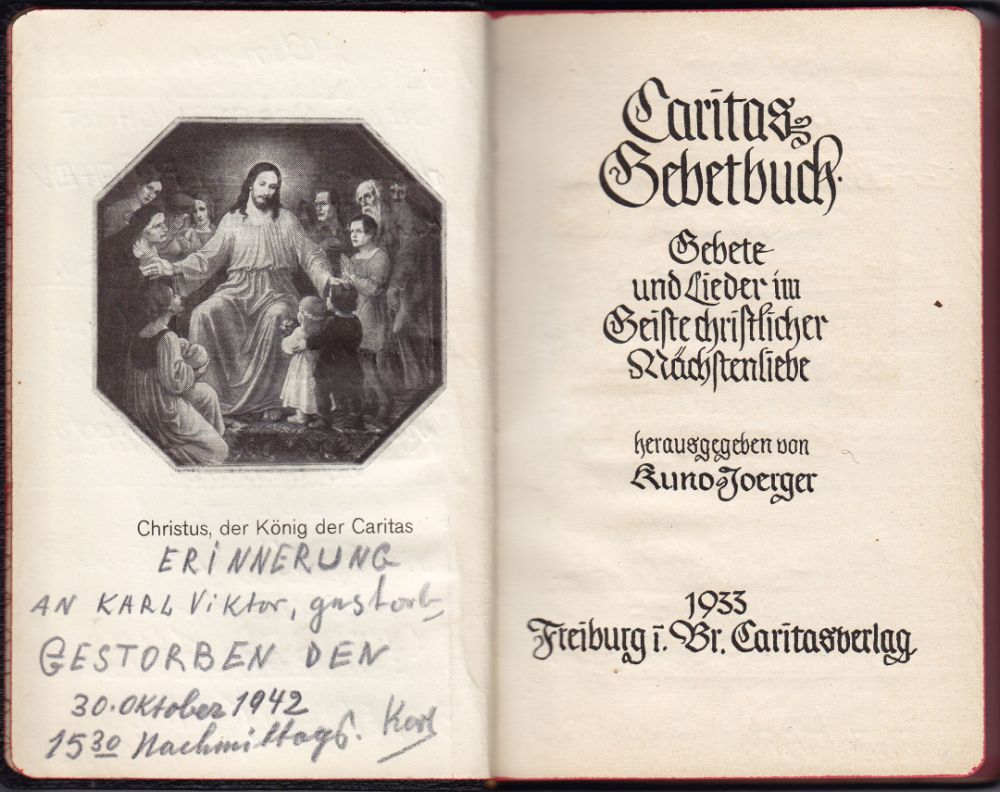 Christus, der König der Caritas
ERINNERUNG
AN KARL Viktor, gestorb
GESTORBEN DEN
30. Oktober 1942
15 30 Nachmittags. Karl
Caritas-
Gebetbuch.
Gebete
und Lieder im
Geiste christlicher
Nächstenliebe
herausgegeben von
Kuno Joerger
1933
Freiburg i. Br. Caritasverlag